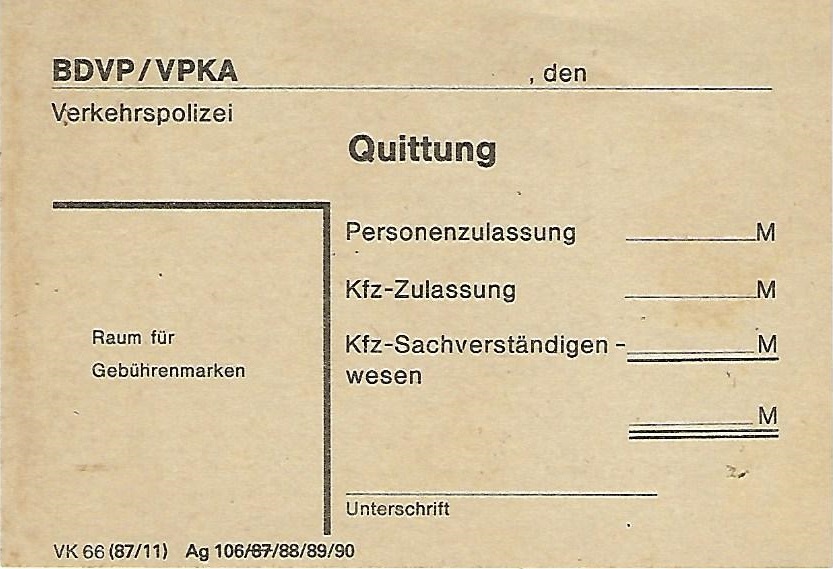 BDVP/VPKA , den
Verkehrspolizei
Quittung
Personenzulassung M
Kfz-Zulassung M
Raum für
Gebührenmarken
Kfz-Sachverständigen- M
wesen
M
Unterschrift
VK 66 (87/11) Ag 106/87/88/89/90